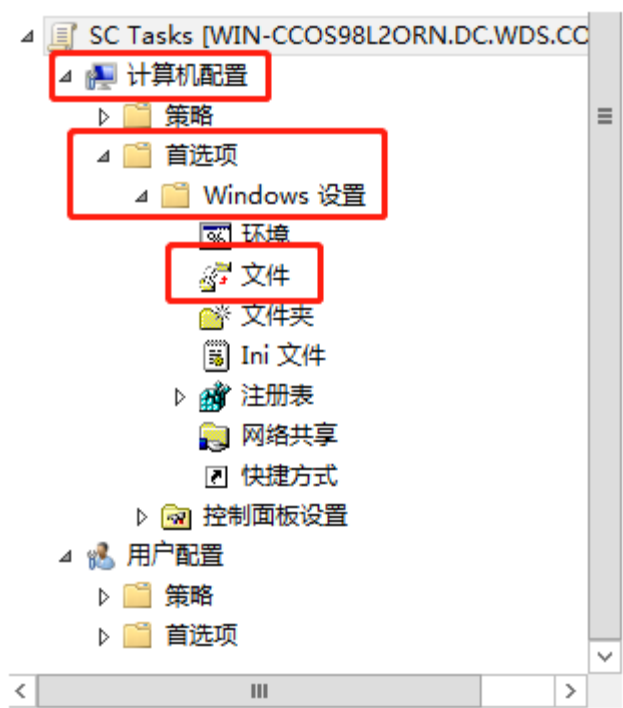 SC Tasks [WIN-CCOS98L2ORN.DC.WDS.CO
计算机配置
策略
首选项
Windows 设置
环境
文件
文件夹
Ini 文件
注册表
网络共享
快捷方式
控制面板设置
用户配置
策略
首选项